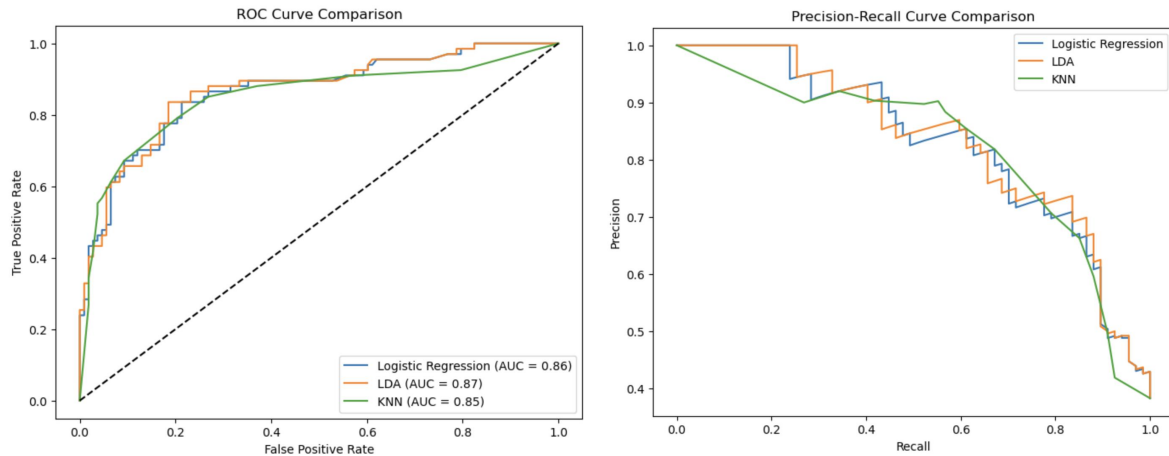 ROC Curve Comparison
1.0
0.8
0.6
0.4
0.2
0.0
True Positive Rate
Logistic Regression (AUC = 0.86)
LDA (AUC = 0.87)
KNN (AUC = 0.85)
0.0 0.2 0.4 0.6 0.8 1.0
False Positive Rate
Precision-Recall Curve Comparison
Logistic Regression
LDA
KNN
1.0
0.9
0.8
0.7
0.6
0.5
0.4
Precision
0.0 0.2 0.4 0.6 0.8 1.0
Recall